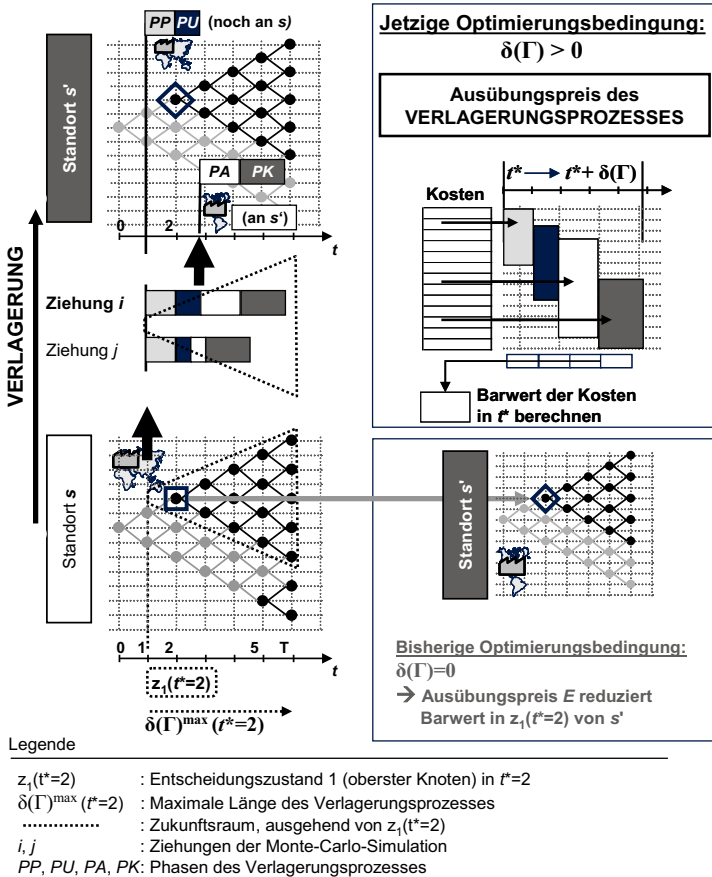 PP PU (noch an s)
Standort s'
PA PK
(an s')
0 2 t
VERLAGERUNG
Ziehung i
Ziehung j
Standort s
0 1 2 5 T
t
z₁(t*=2)
δ(Γ)ᵐᵃˣ (t*=2)
Jetzige Optimierungsbedingung:
δ(Γ) > 0
Ausübungspreis des
VERLAGERUNGSPROZESSES
t* → t*+ δ(Γ)
Kosten
Barwert der Kosten
in t* berechnen
Standort s'
Bisherige Optimierungsbedingung:
δ(Γ)=0
→ Ausübungspreis E reduziert
Barwert in z₁(t*=2) von s'
Legende
z₁(t*=2) : Entscheidungszustand 1 (oberster Knoten) in t*=2
δ(Γ)ᵐᵃˣ (t*=2) : Maximale Länge des Verlagerungsprozesses
............ : Zukunftsraum, ausgehend von z₁(t*=2)
i, j : Ziehungen der Monte-Carlo-Simulation
PP, PU, PA, PK: Phasen des Verlagerungsprozesses